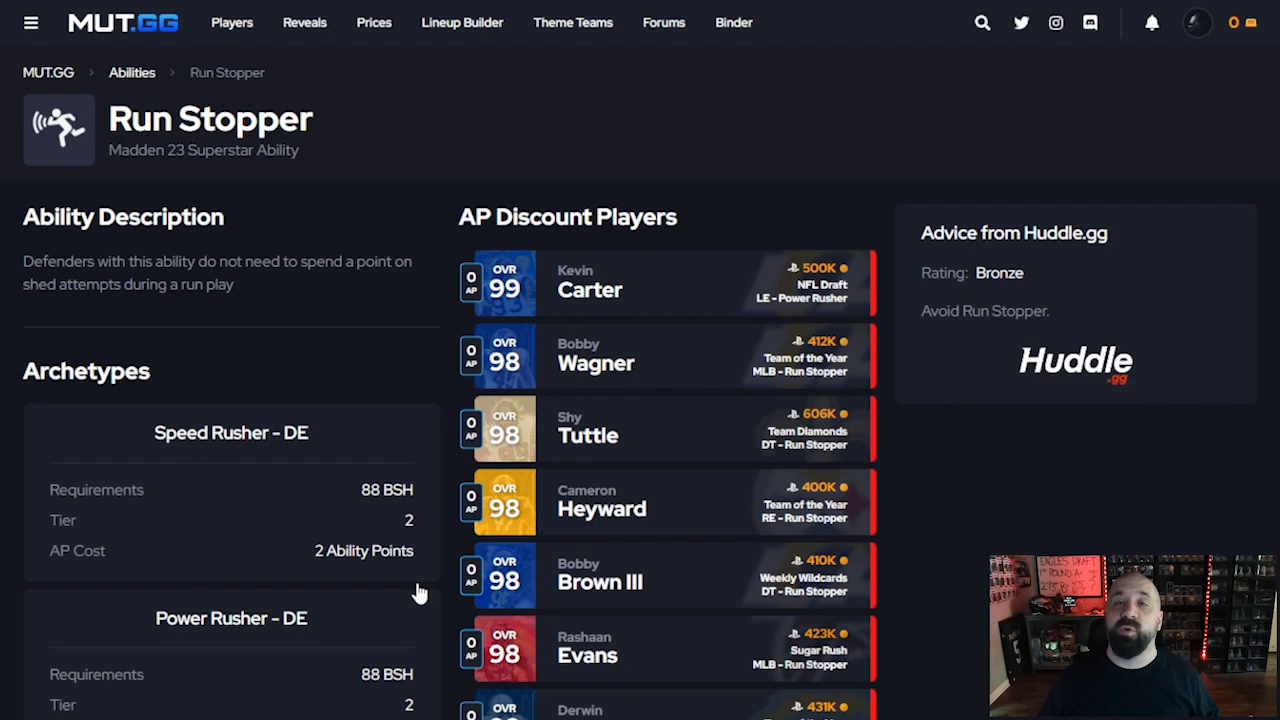 MUT.GG
Players
Reveals
Prices
Lineup Builder
Theme Teams
Forums
Binder
0
MUT.GG > Abilities > Run Stopper
Run Stopper
Madden 23 Superstar Ability
Ability Description
Defenders with this ability do not need to spend a point on
shed attempts during a run play
Archetypes
Speed Rusher - DE
Requirements 88 BSH
Tier 2
AP Cost 2 Ability Points
Power Rusher - DE
Requirements 88 BSH
Tier 2
AP Discount Players
0 AP
OVR 99
Kevin
Carter
500K
NFL Draft
LE - Power Rusher
0 AP
OVR 98
Bobby
Wagner
412K
Team of the Year
MLB - Run Stopper
0 AP
OVR 98
Shy
Tuttle
606K
Team Diamonds
DT - Run Stopper
0 AP
OVR 98
Cameron
Heyward
400K
Team of the Year
RE - Run Stopper
0 AP
OVR 98
Bobby
Brown III
410K
Weekly Wildcards
DT - Run Stopper
0 AP
OVR 98
Rashaan
Evans
423K
Sugar Rush
MLB - Run Stopper
0
OVR
Derwin
431K
Advice from Huddle.gg
Rating: Bronze
Avoid Run Stopper.
Huddle
.gg
EAGLES DRAFT